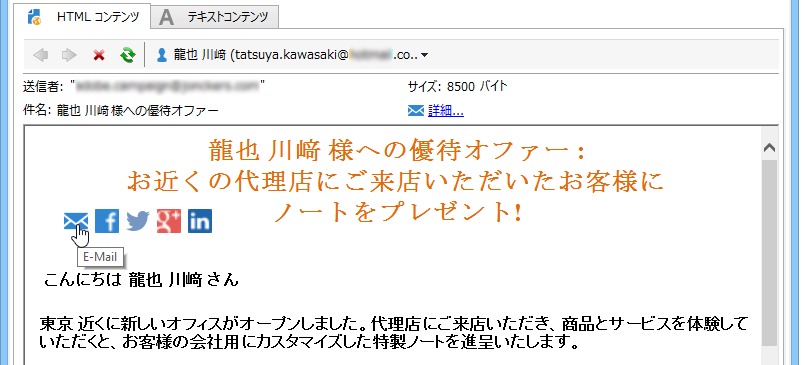 HTML コンテンツ
テキストコンテンツ
龍也 川﨑 (tatsuya.kawasaki@ .co..
送信者: " "
サイズ: 8500 バイト
件名: 龍也 川﨑 様への優待オファー
詳細...
龍也 川﨑 様への優待オファー :
お近くの代理店にご来店いただいたお客様に
ノートをプレゼント!
E-Mail
こんにちは 龍也 川﨑 さん
東京 近くに新しいオフィスがオープンしました。代理店にご来店いただき、商品とサービスを体験して
いただくと、お客様の会社用にカスタマイズした特製ノートを進呈いたします。